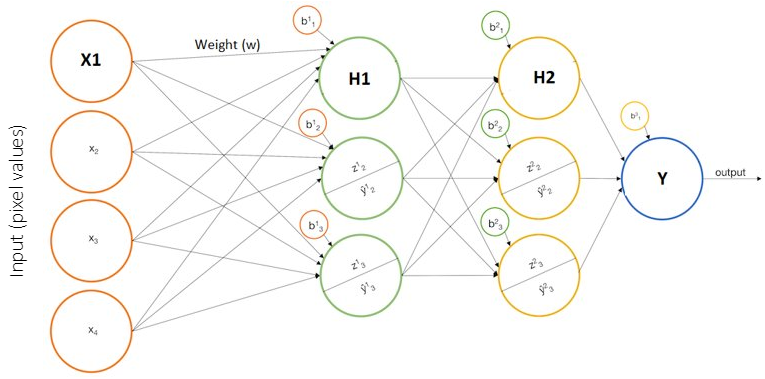 Input (pixel values)
X1
x₂
x₃
x₄
Weight (w)
b¹₁
b¹₂
b¹₃
H1
z¹₂
ŷ¹₂
z¹₃
ŷ¹₃
b²₁
b²₂
b²₃
H2
z²₂
ŷ²₂
z²₃
ŷ²₃
b³₁
Y
output